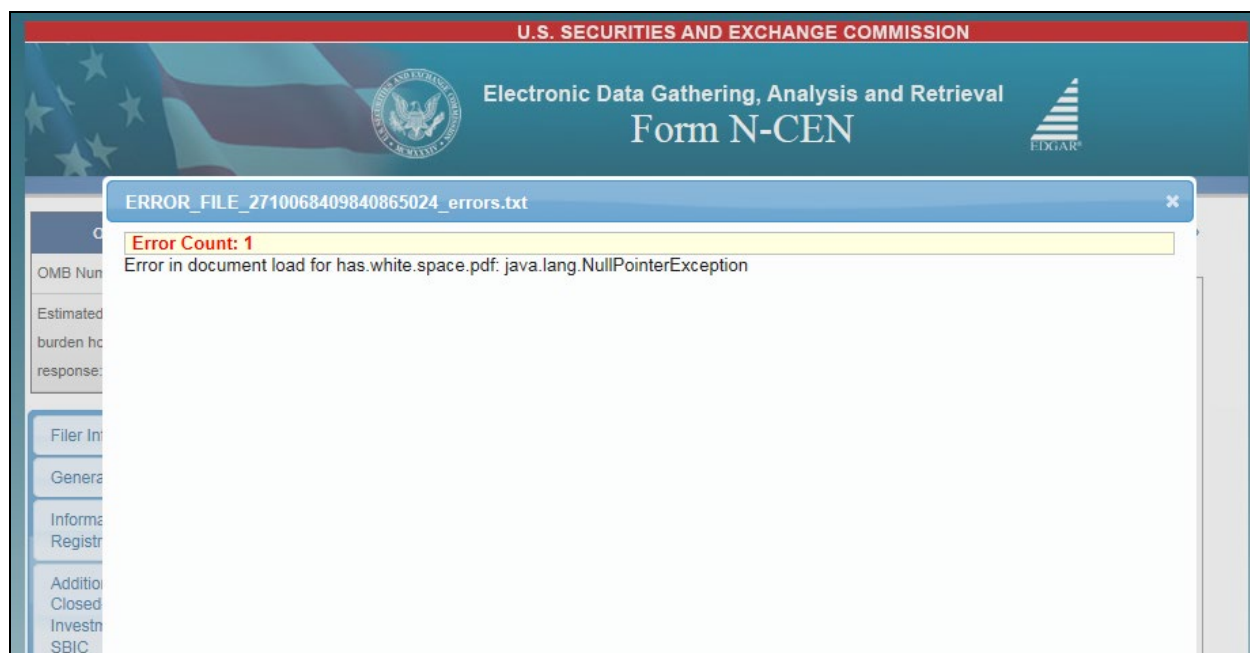 U.S. SECURITIES AND EXCHANGE COMMISSION
Electronic Data Gathering, Analysis and Retrieval
Form N-CEN
EDGAR®
ERROR_FILE_2710068409840865024_errors.txt
Error Count: 1
Error in document load for has.white.space.pdf: java.lang.NullPointerException
OMB Num
Estimated
burden ho
response:
Filer In
Genera
Informa
Registr
Additio
Closed
Investm
SBIC